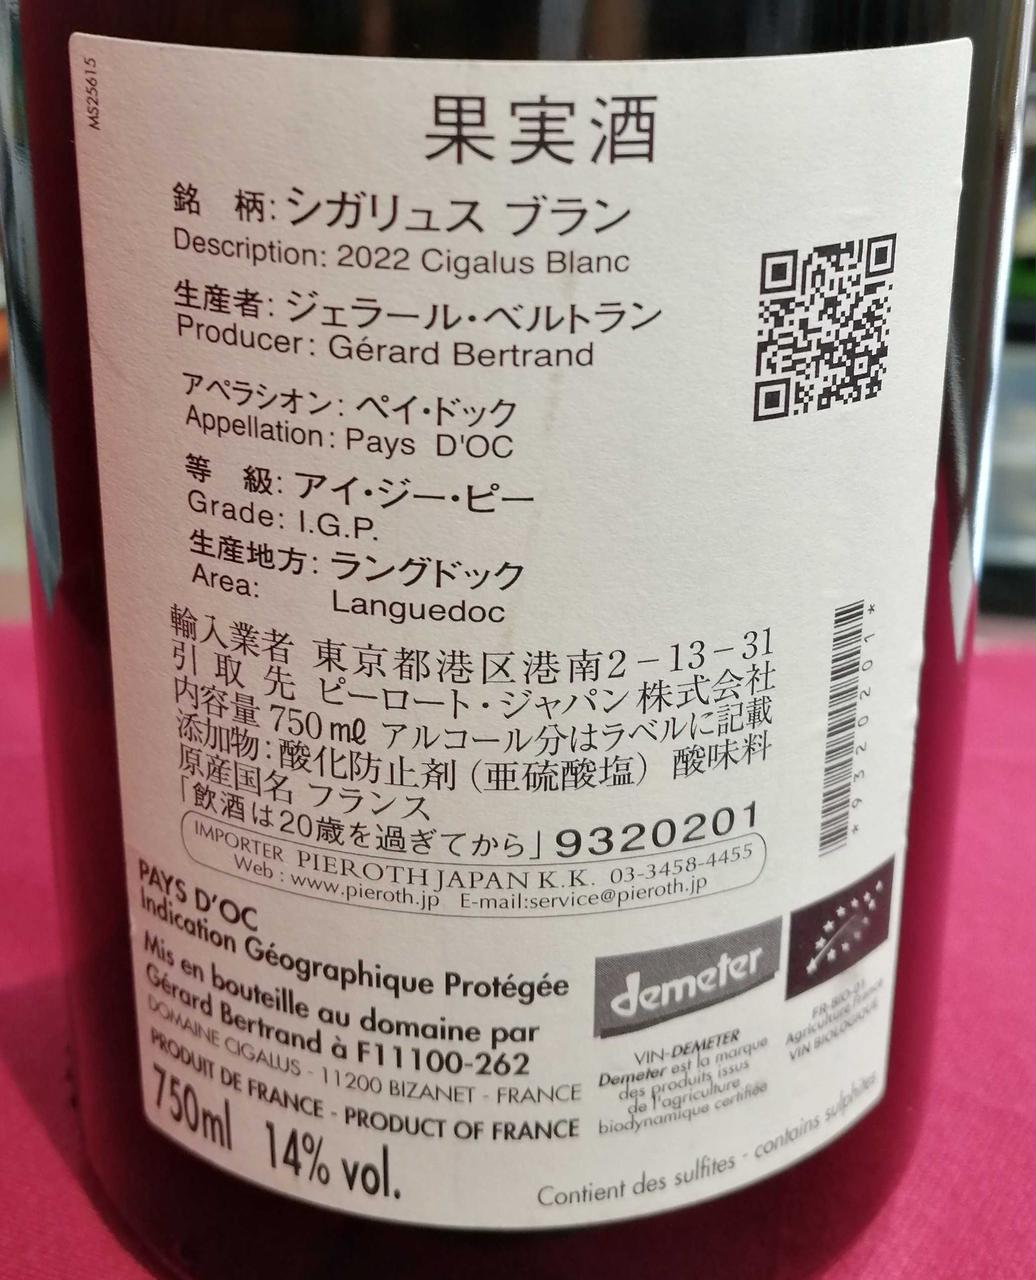 MS25615
果実酒
銘 柄: シガリュス ブラン
Description: 2022 Cigalus Blanc
生産者: ジェラール・ベルトラン
Producer: Gérard Bertrand
アペラシオン: ペイ・ドック
Appellation: Pays D'OC
等 級: アイ・ジー・ピー
Grade: I.G.P.
生産地方: ラングドック
Area: Languedoc
輸入業者 東京都港区港南2-13-31
引取先 ピーロート・ジャパン株式会社
内容量 750㎖ アルコール分はラベルに記載
添加物: 酸化防止剤 (亜硫酸塩) 酸味料
原産国名 フランス
「飲酒は20歳を過ぎてから」9320201
*9320201*
IMPORTER PIEROTH JAPAN K.K. 03-3458-4455
Web : www.pieroth.jp E-mail:service@pieroth.jp
PAYS D'OC
Indication Géographique Protégée
Mis en bouteille au domaine par
Gérard Bertrand à F11100-262
DOMAINE CIGALUS - 11200 BIZANET - FRANCE
PRODUIT DE FRANCE - PRODUCT OF FRANCE
750ml 14% vol.
demeter
VIN-DEMETER
Demeter est la marque
des produits issus
de l'agriculture
biodynamique certifiée
FR-BIO-01
Agriculture France
VIN BIOLOGIQUE
Contient des sulfites - contains sulphites